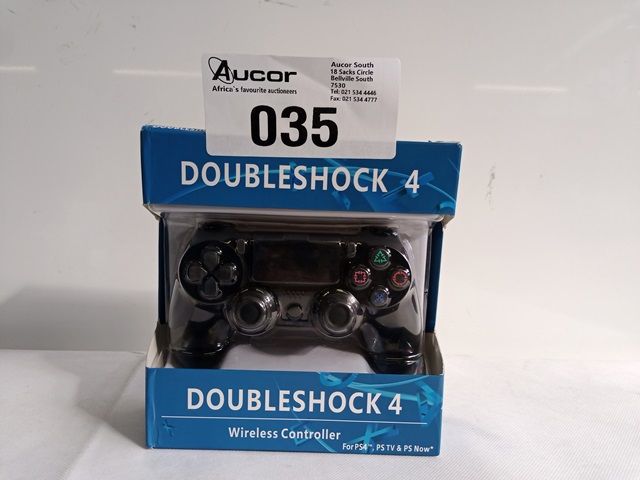 Aucor
Africa's favourite auctioneers
Aucor South
18 Sacks Circle
Bellville South
7530
Tel: 021 534 4446
Fax: 021 534 4777
035
DOUBLESHOCK
DOUBLESHOCK 4
DOUBLESHOCK 4
Wireless Controller
For PS4™, PS TV & PS Now*